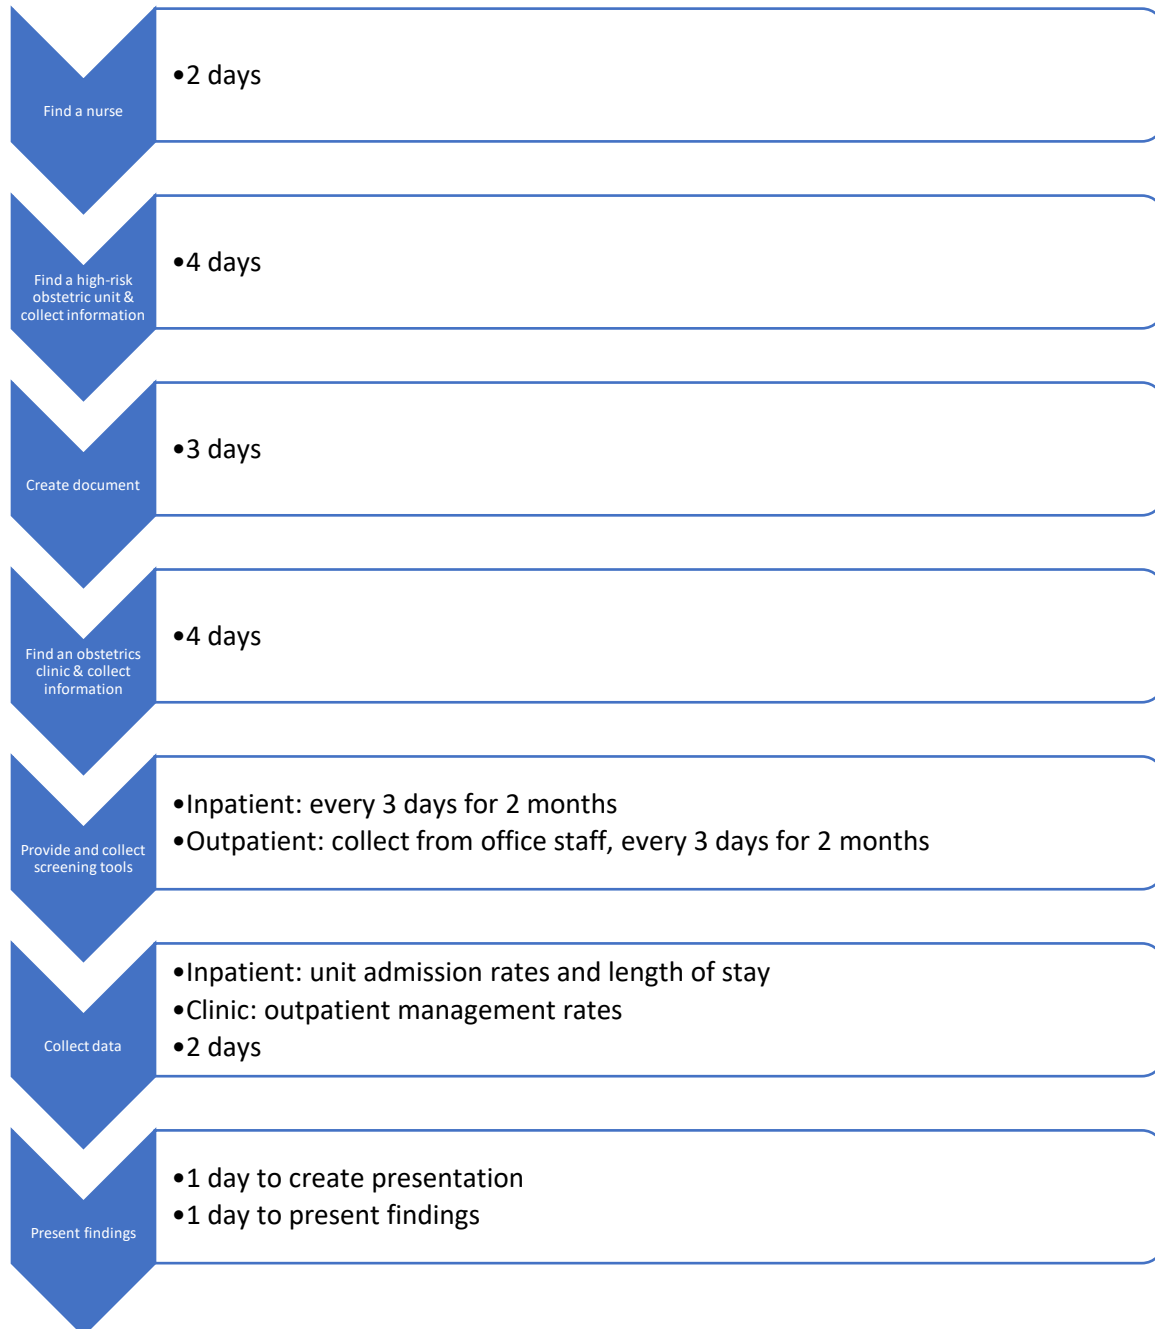 Find a nurse
•2 days
Find a high-risk
obstetric unit &
collect information
•4 days
Create document
•3 days
Find an obstetrics
clinic & collect
information
•4 days
Provide and collect
screening tools
•Inpatient: every 3 days for 2 months
•Outpatient: collect from office staff, every 3 days for 2 months
Collect data
•Inpatient: unit admission rates and length of stay
•Clinic: outpatient management rates
•2 days
Present findings
•1 day to create presentation
•1 day to present findings